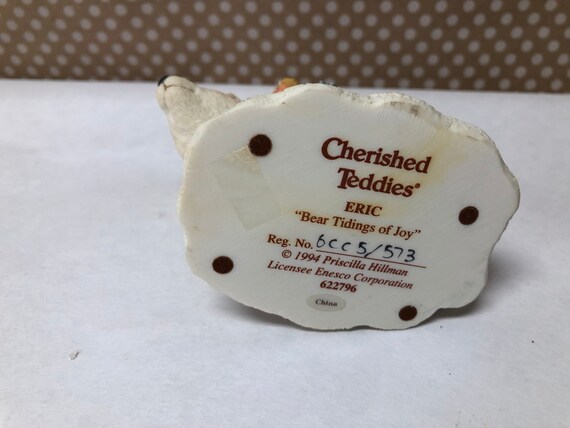 Cherished
Teddies®
ERIC
"Bear Tidings of Joy"
Reg. No. 6CC5/573
© 1994 Priscilla Hillman
Licensee Enesco Corporation
622796
China